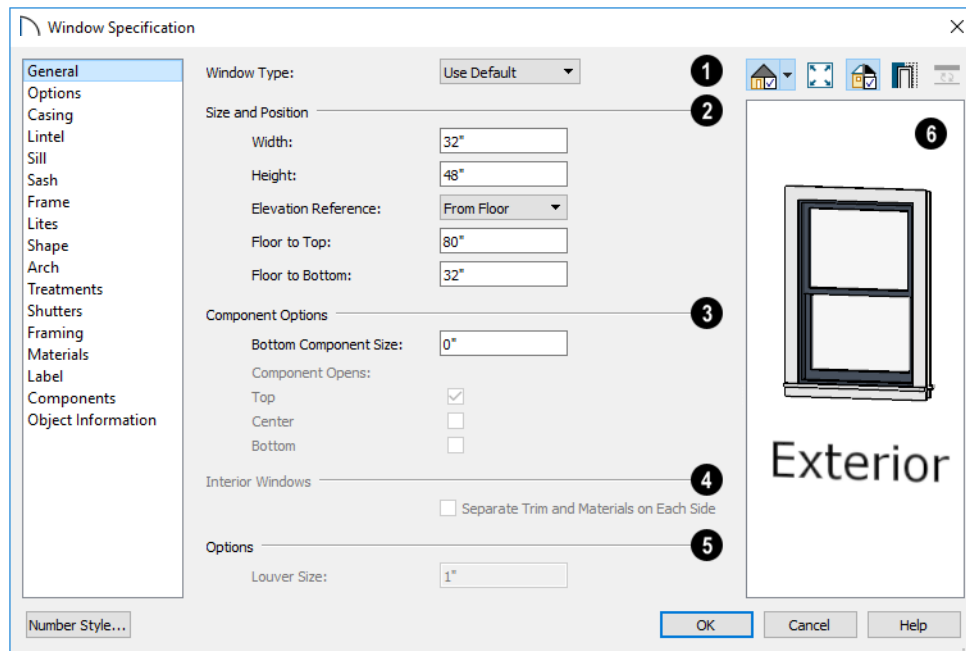 Window Specification
General
Options
Casing
Lintel
Sill
Sash
Frame
Lites
Shape
Arch
Treatments
Shutters
Framing
Materials
Label
Components
Object Information
Window Type: Use Default 1
Size and Position 2
Width: 32"
Height: 48"
Elevation Reference: From Floor
Floor to Top: 80"
Floor to Bottom: 32"
Component Options 3
Bottom Component Size: 0"
Component Opens:
Top
Center
Bottom
Interior Windows 4
Separate Trim and Materials on Each Side
Options 5
Louver Size: 1"
6
Exterior
Number Style... OK Cancel Help